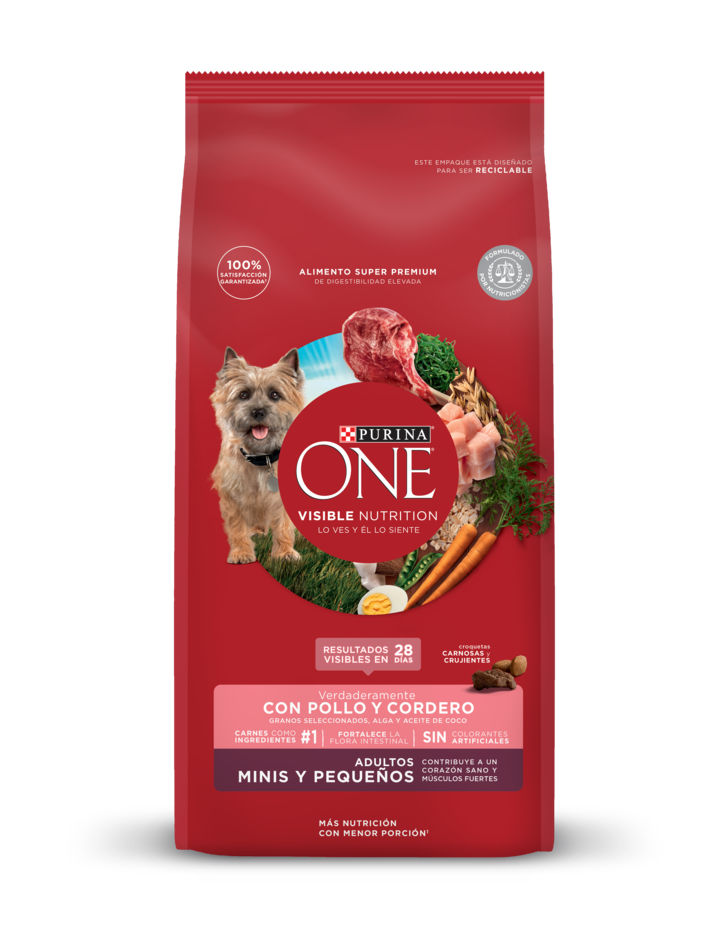 ESTE EMPAQUE ESTÁ DISEÑADO
PARA SER RECICLABLE
100%
SATISFACCIÓN
GARANTIZADA¹
ALIMENTO SUPER PREMIUM
DE DIGESTIBILIDAD ELEVADA
FORMULADO
POR NUTRICIONISTAS
PURINA
ONE
VISIBLE NUTRITION
LO VES Y ÉL LO SIENTE
RESULTADOS
VISIBLES EN
28
DÍAS
croquetas
CARNOSAS y
CRUJIENTES
Verdaderamente
CON POLLO Y CORDERO
GRANOS SELECCIONADOS, ALGA Y ACEITE DE COCO
CARNES COMO
INGREDIENTES
#1
FORTALECE LA
FLORA INTESTINAL
SIN
COLORANTES
ARTIFICIALES
ADULTOS
MINIS Y PEQUEÑOS
CONTRIBUYE A UN
CORAZÓN SANO Y
MÚSCULOS FUERTES
MÁS NUTRICIÓN
CON MENOR PORCIÓN¹